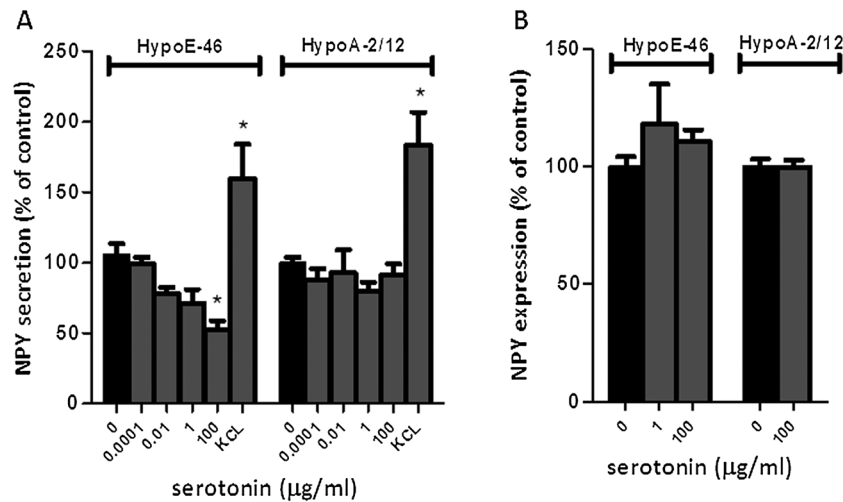 A
HypoE-46 HypoA-2/12
NPY secretion (% of control)
250
200
150
100
50
0
* * *
0 0.0001 0.01 1 100 KCL 0 0.0001 0.01 1 100 KCL
serotonin (µg/ml)
B
HypoE-46 HypoA-2/12
NPY expression (% of control)
150
100
50
0
0 1 100 0 100
serotonin (µg/ml)